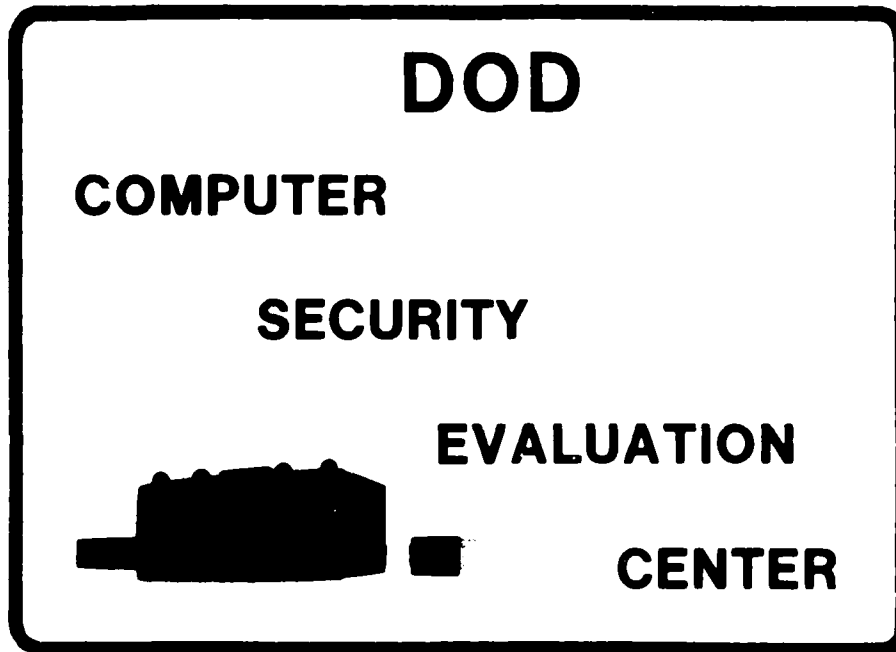 DOD
COMPUTER
SECURITY
EVALUATION
CENTER